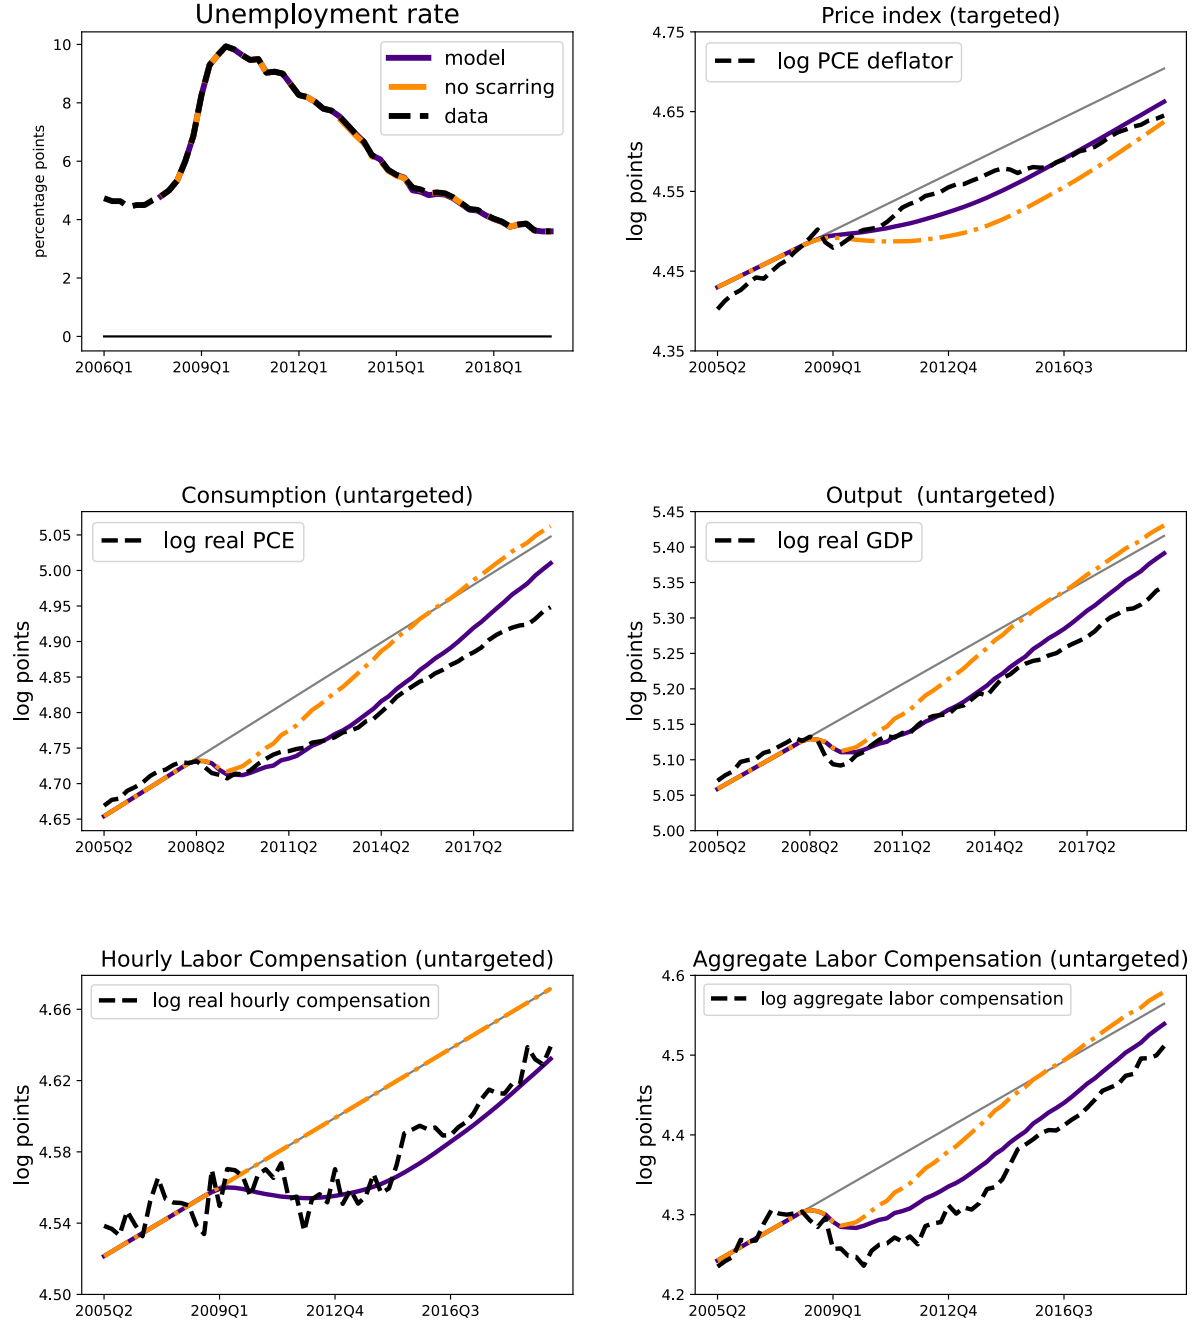 Unemployment rate
percentage points
10
8
6
4
2
0
model
no scarring
data
2006Q1 2009Q1 2012Q1 2015Q1 2018Q1
Price index (targeted)
log points
4.75
4.65
4.55
4.45
4.35
log PCE deflator
2005Q2 2009Q1 2012Q4 2016Q3
Consumption (untargeted)
log points
5.05
5.00
4.95
4.90
4.85
4.80
4.75
4.70
4.65
log real PCE
2005Q2 2008Q2 2011Q2 2014Q2 2017Q2
Output (untargeted)
log points
5.45
5.40
5.35
5.30
5.25
5.20
5.15
5.10
5.05
5.00
log real GDP
2005Q2 2008Q2 2011Q2 2014Q2 2017Q2
Hourly Labor Compensation (untargeted)
log points
4.66
4.62
4.58
4.54
4.50
log real hourly compensation
2005Q2 2009Q1 2012Q4 2016Q3
Aggregate Labor Compensation (untargeted)
log points
4.6
4.5
4.4
4.3
4.2
log aggregate labor compensation
2005Q2 2009Q1 2012Q4 2016Q3